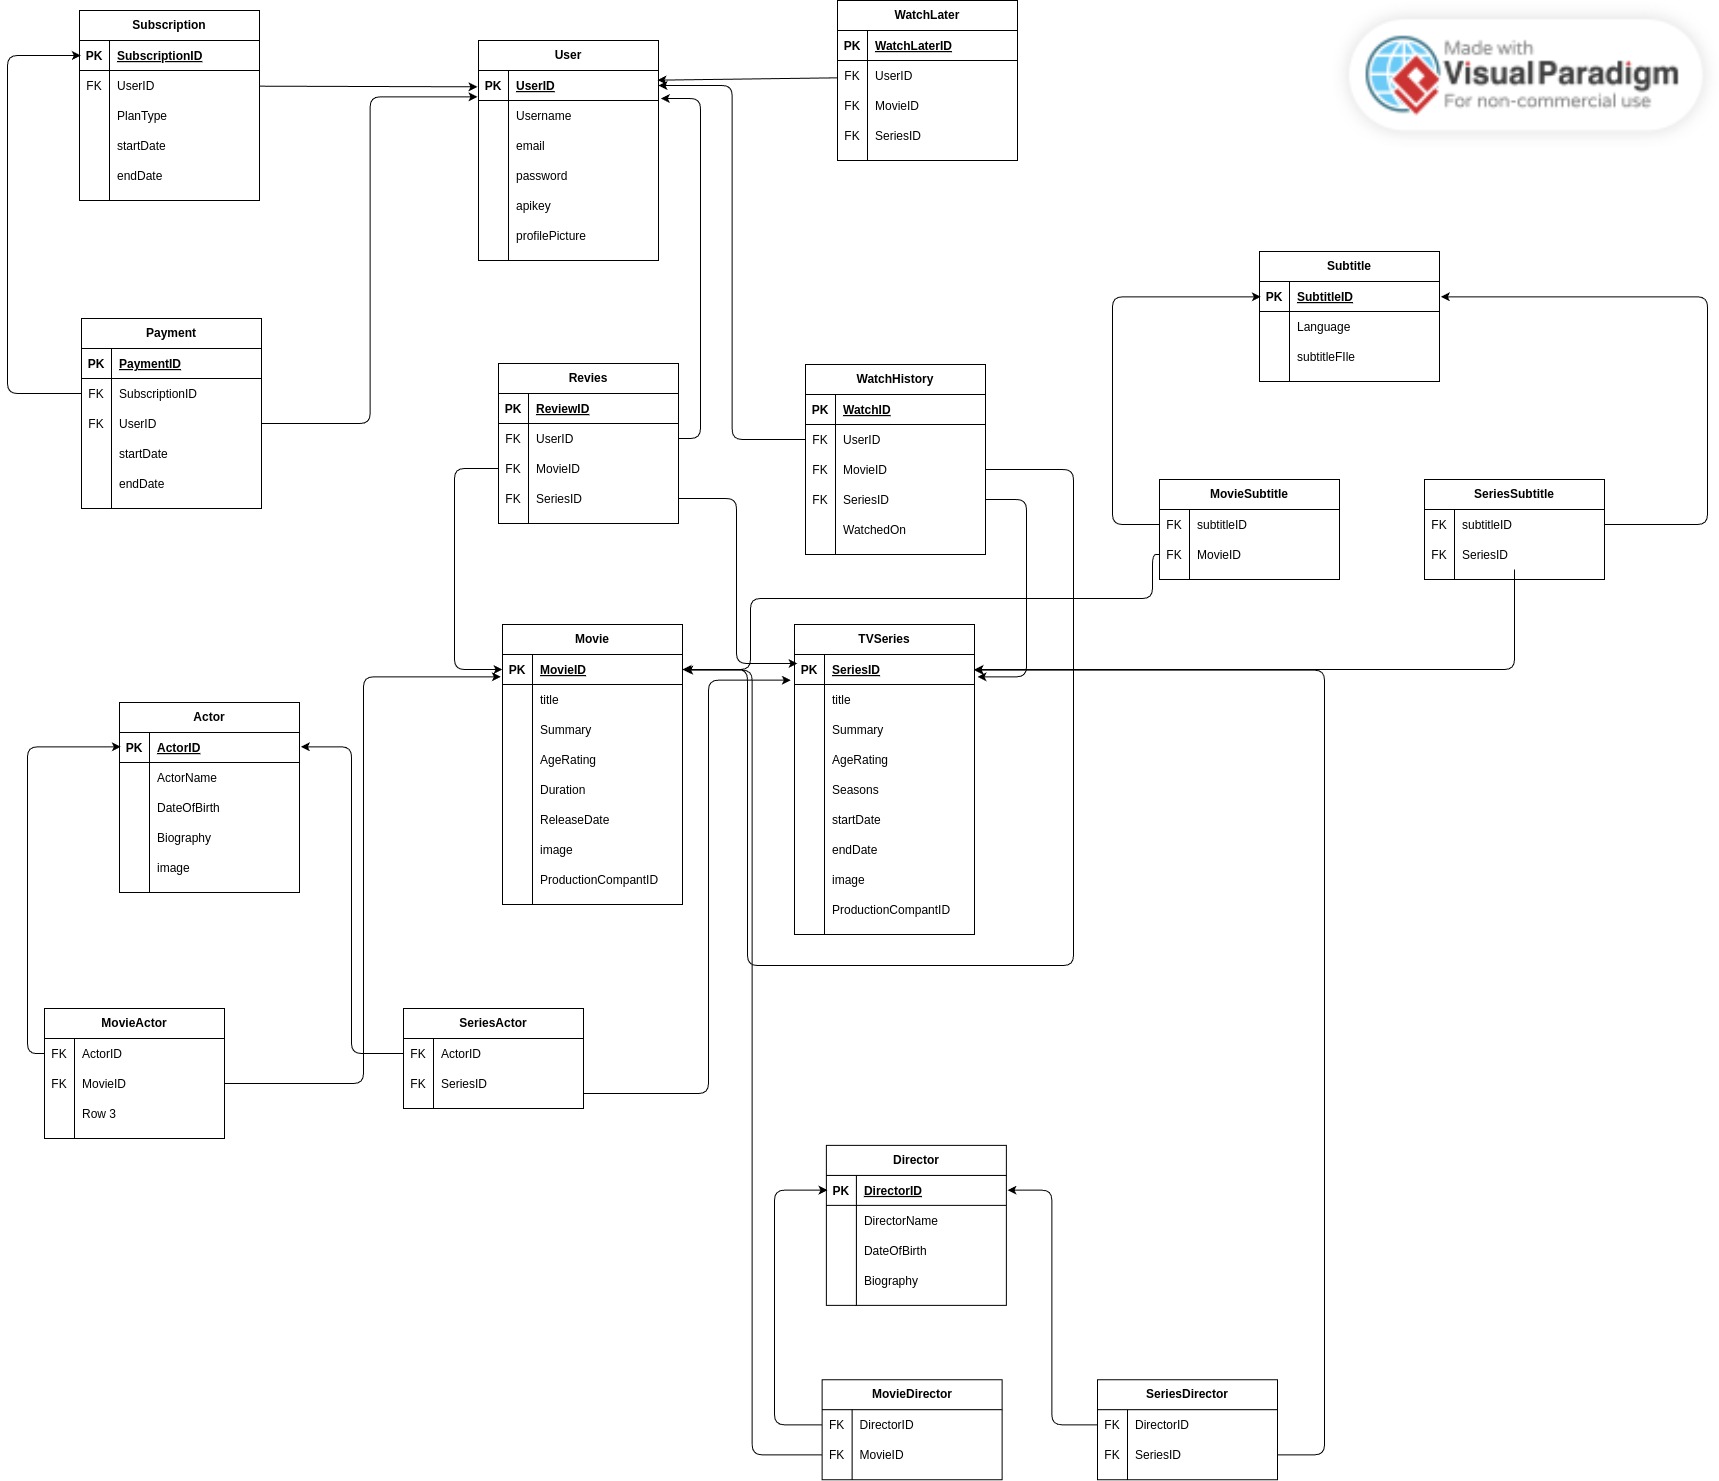 Subscription
PK SubscriptionID
FK UserID
PlanType
startDate
endDate
User
PK UserID
Username
email
password
apikey
profilePicture
WatchLater
PK WatchLaterID
FK UserID
FK MovieID
FK SeriesID
Made with
Visual Paradigm
For non-commercial use
Subtitle
PK SubtitleID
Language
subtitleFIle
Payment
PK PaymentID
FK SubscriptionID
FK UserID
startDate
endDate
Revies
PK ReviewID
FK UserID
FK MovieID
FK SeriesID
WatchHistory
PK WatchID
FK UserID
FK MovieID
FK SeriesID
WatchedOn
MovieSubtitle
FK subtitleID
FK MovieID
SeriesSubtitle
FK subtitleID
FK SeriesID
Movie
PK MovieID
title
Summary
AgeRating
Duration
ReleaseDate
image
ProductionCompantID
TVSeries
PK SeriesID
title
Summary
AgeRating
Seasons
startDate
endDate
image
ProductionCompantID
Actor
PK ActorID
ActorName
DateOfBirth
Biography
image
MovieActor
FK ActorID
FK MovieID
Row 3
SeriesActor
FK ActorID
FK SeriesID
Director
PK DirectorID
DirectorName
DateOfBirth
Biography
MovieDirector
FK DirectorID
FK MovieID
SeriesDirector
FK DirectorID
FK SeriesID